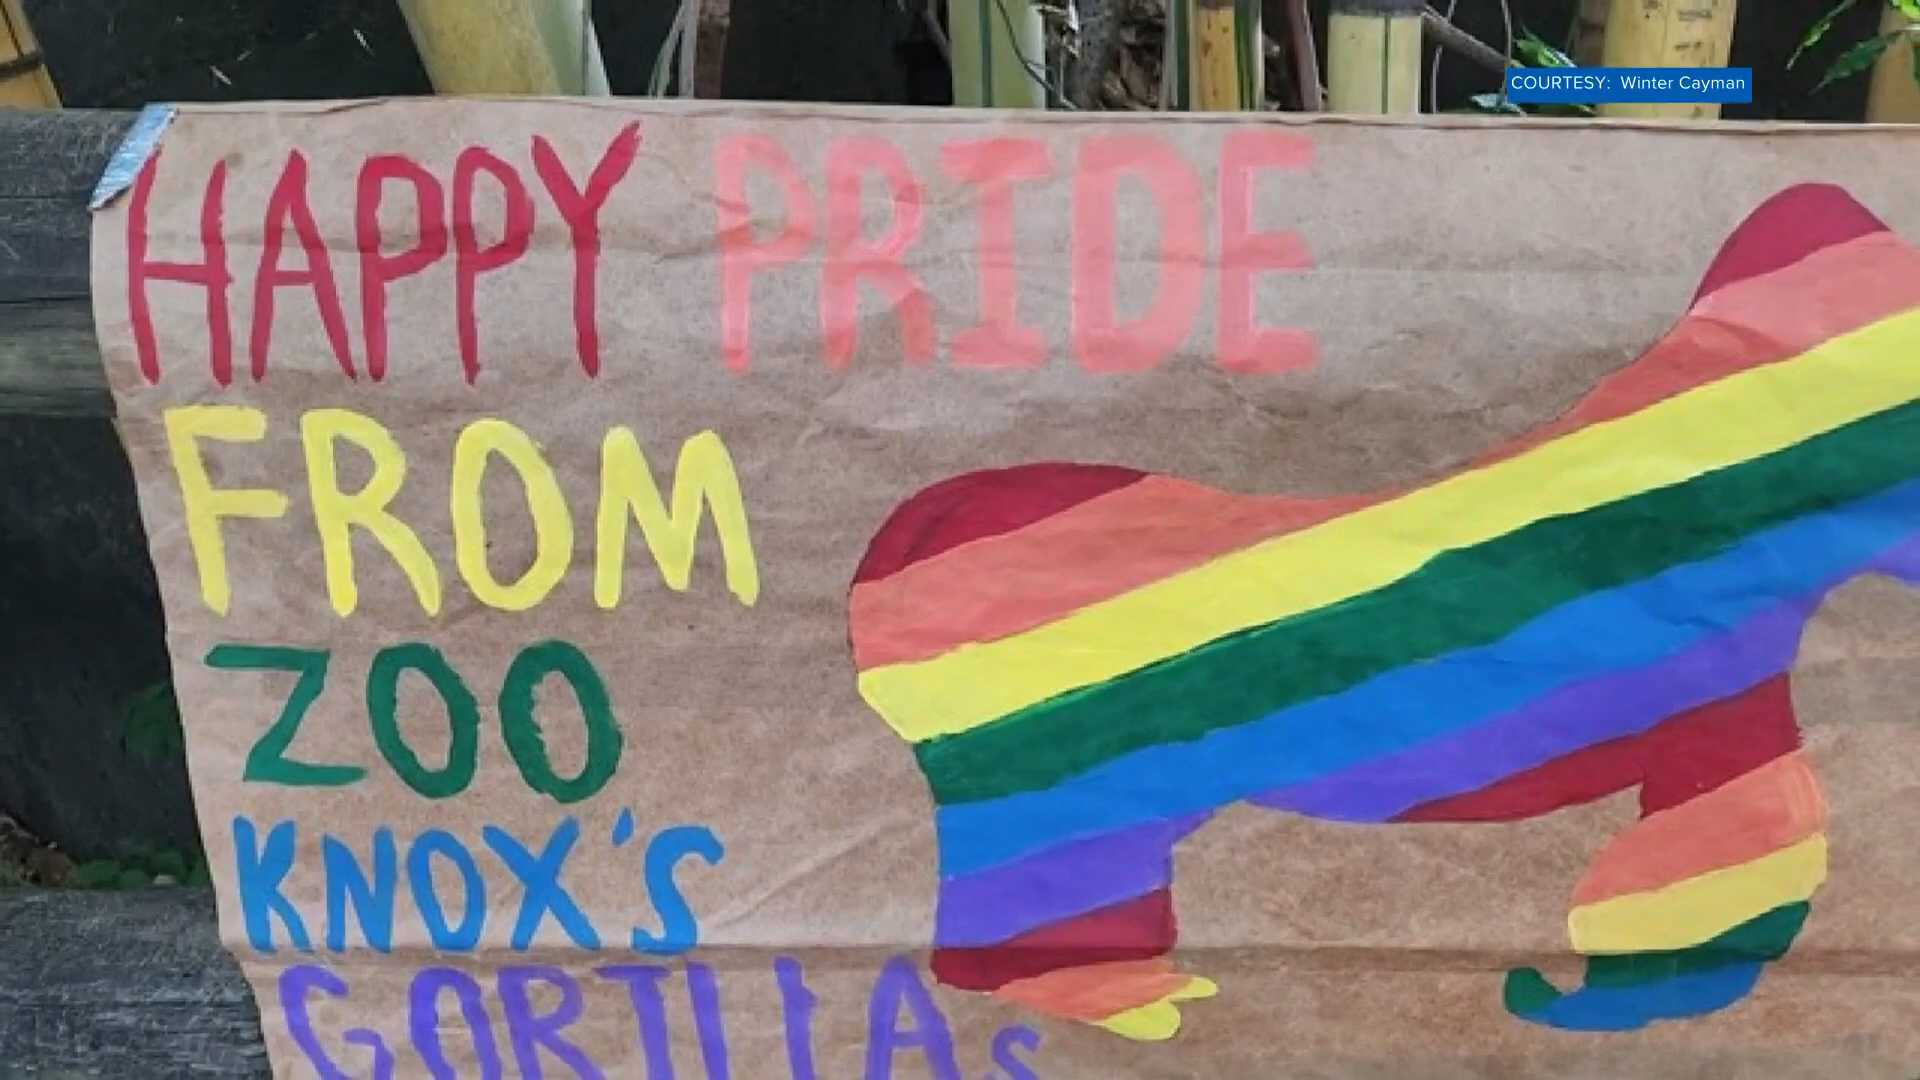 COURTESY: Winter Cayman
HAPPY PRIDE
FROM
ZOO
KNOX'S
GORILLAS